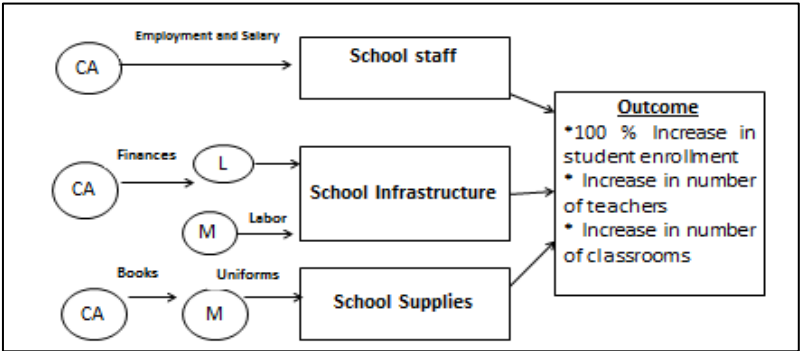 Employment and Salary
CA
School staff
Outcome
*100 % Increase in
student enrollment
* Increase in number
of teachers
* Increase in number
of classrooms
Finances
CA
L
School Infrastructure
M
Labor
Books
Uniforms
CA
M
School Supplies